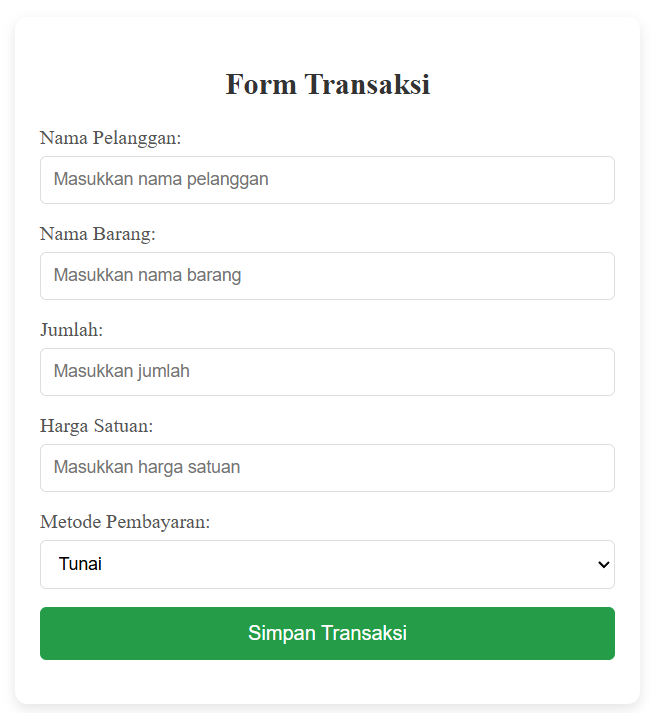 Form Transaksi
Nama Pelanggan:
Masukkan nama pelanggan
Nama Barang:
Masukkan nama barang
Jumlah:
Masukkan jumlah
Harga Satuan:
Masukkan harga satuan
Metode Pembayaran:
Tunai
Simpan Transaksi